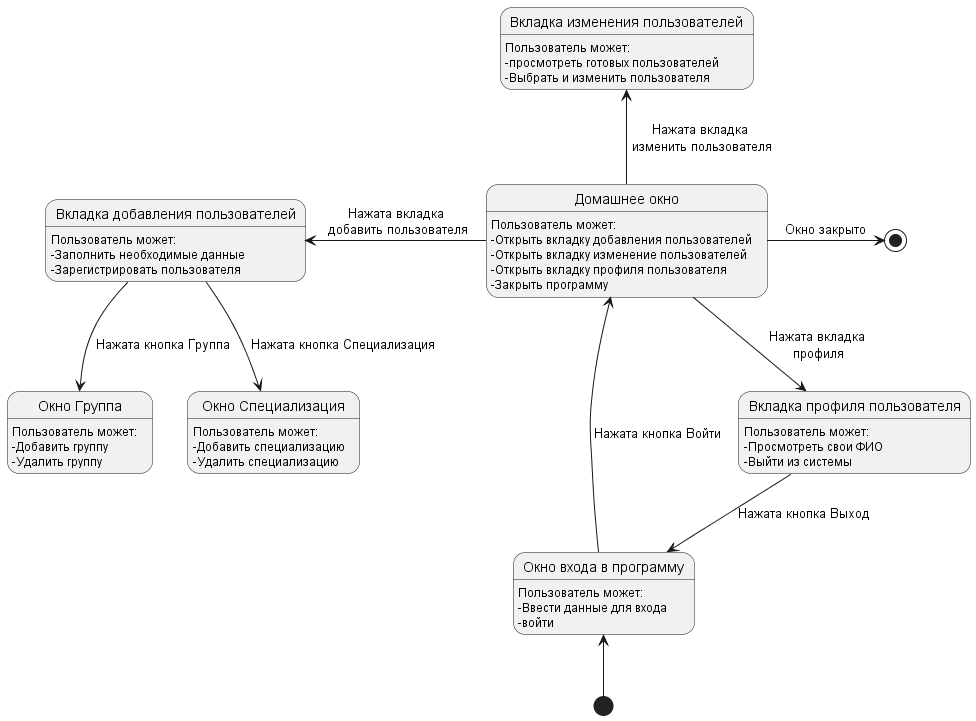 Вкладка изменения пользователей
Пользователь может:
-просмотреть готовых пользователей
-Выбрать и изменить пользователя
Нажата вкладка
изменить пользователя
Вкладка добавления пользователей
Пользователь может:
-Заполнить необходимые данные
-Зарегистрировать пользователя
Нажата вкладка
добавить пользователя
Домашнее окно
Пользователь может:
-Открыть вкладку добавления пользователей
-Открыть вкладку изменение пользователей
-Открыть вкладку профиля пользователя
-Закрыть программу
Окно закрыто
Нажата кнопка Группа
Нажата кнопка Специализация
Нажата вкладка
профиля
Окно Группа
Пользователь может:
-Добавить группу
-Удалить группу
Окно Специализация
Пользователь может:
-Добавить специализацию
-Удалить специализацию
Нажата кнопка Войти
Вкладка профиля пользователя
Пользователь может:
-Просмотреть свои ФИО
-Выйти из системы
Нажата кнопка Выход
Окно входа в программу
Пользователь может:
-Ввести данные для входа
-войти